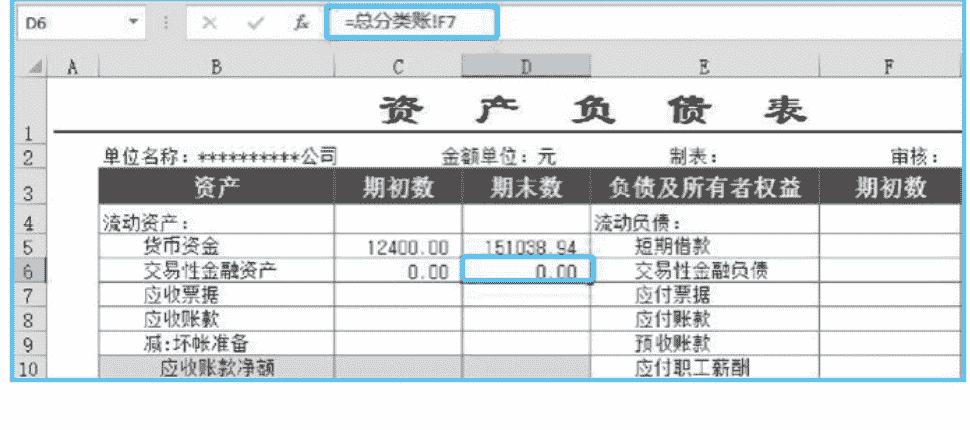 D6 =总分类账!F7
A B C D E F
1 资 产 负 债 表
2 单位名称：**********公司 金额单位：元 制表： 审核：
3 资产 期初数 期末数 负债及所有者权益 期初数
4 流动资产： 流动负债：
5 货币资金 12400.00 151038.94 短期借款
6 交易性金融资产 0.00 0.00 交易性金融负债
7 应收票据 应付票据
8 应收账款 应付账款
9 减:坏帐准备 预收账款
10 应收账款净额 应付职工薪酬